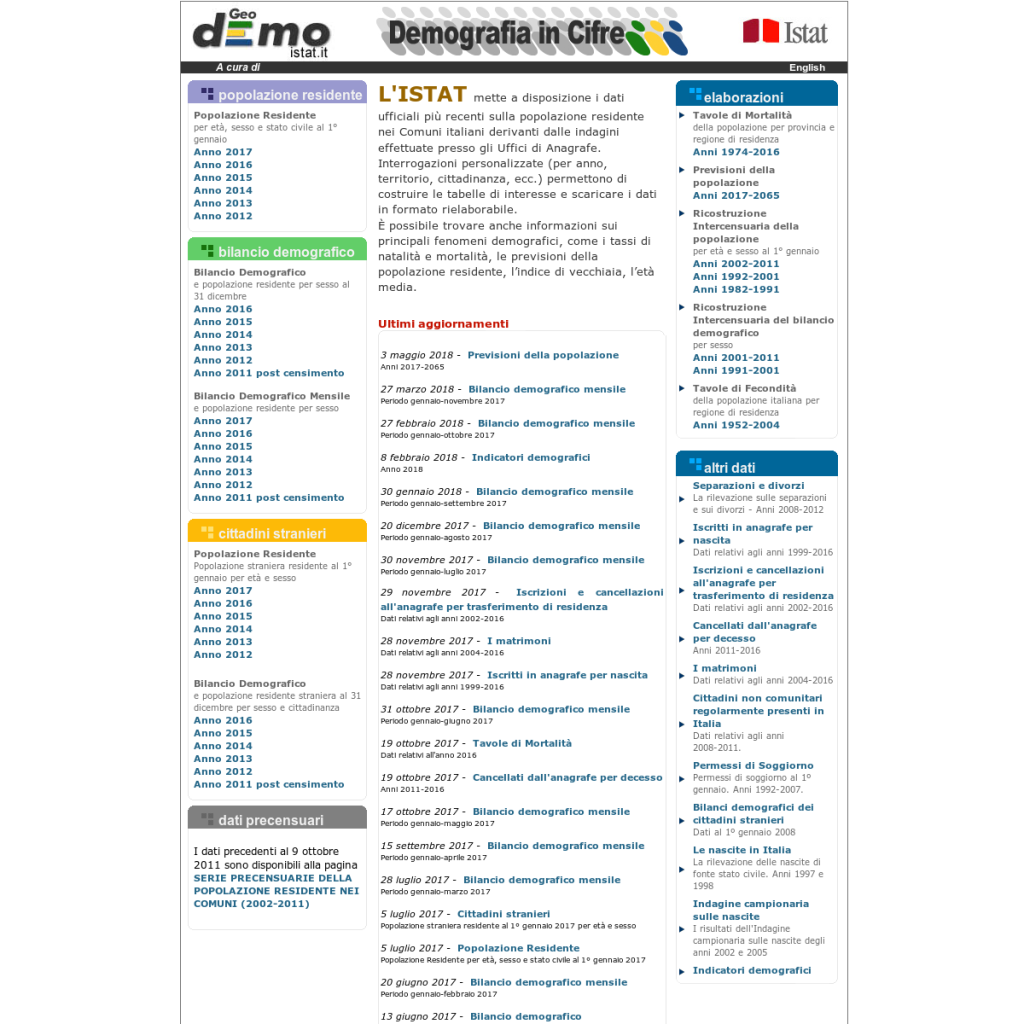 Geo
demo
istat.it
Demografia in Cifre
Istat
A cura di
English
popolazione residente
Popolazione Residente
per età, sesso e stato civile al 1°
gennaio
Anno 2017
Anno 2016
Anno 2015
Anno 2014
Anno 2013
Anno 2012
bilancio demografico
Bilancio Demografico
e popolazione residente per sesso al
31 dicembre
Anno 2016
Anno 2015
Anno 2014
Anno 2013
Anno 2012
Anno 2011 post censimento
Bilancio Demografico Mensile
e popolazione residente per sesso
Anno 2017
Anno 2016
Anno 2015
Anno 2014
Anno 2013
Anno 2012
Anno 2011 post censimento
cittadini stranieri
Popolazione Residente
Popolazione straniera residente al 1°
gennaio per età e sesso
Anno 2017
Anno 2016
Anno 2015
Anno 2014
Anno 2013
Anno 2012
Bilancio Demografico
e popolazione residente straniera al 31
dicembre per sesso e cittadinanza
Anno 2016
Anno 2015
Anno 2014
Anno 2013
Anno 2012
Anno 2011 post censimento
dati precensuari
I dati precedenti al 9 ottobre
2011 sono disponibili alla pagina
SERIE PRECENSUARIE DELLA
POPOLAZIONE RESIDENTE NEI
COMUNI (2002-2011)
L'ISTAT mette a disposizione i dati
ufficiali più recenti sulla popolazione residente
nei Comuni italiani derivanti dalle indagini
effettuate presso gli Uffici di Anagrafe.
Interrogazioni personalizzate (per anno,
territorio, cittadinanza, ecc.) permettono di
costruire le tabelle di interesse e scaricare i dati
in formato rielaborabile.
È possibile trovare anche informazioni sui
principali fenomeni demografici, come i tassi di
natalità e mortalità, le previsioni della
popolazione residente, l’indice di vecchiaia, l’età
media.
Ultimi aggiornamenti
3 maggio 2018 - Previsioni della popolazione
Anni 2017-2065
27 marzo 2018 - Bilancio demografico mensile
Periodo gennaio-novembre 2017
27 febbraio 2018 - Bilancio demografico mensile
Periodo gennaio-ottobre 2017
8 febbraio 2018 - Indicatori demografici
Anno 2018
30 gennaio 2018 - Bilancio demografico mensile
Periodo gennaio-settembre 2017
20 dicembre 2017 - Bilancio demografico mensile
Periodo gennaio-agosto 2017
30 novembre 2017 - Bilancio demografico mensile
Periodo gennaio-luglio 2017
29 novembre 2017 - Iscrizioni e cancellazioni
all'anagrafe per trasferimento di residenza
Dati relativi agli anni 2002-2016
28 novembre 2017 - I matrimoni
Dati relativi agli anni 2004-2016
28 novembre 2017 - Iscritti in anagrafe per nascita
Dati relativi agli anni 1999-2016
31 ottobre 2017 - Bilancio demografico mensile
Periodo gennaio-giugno 2017
19 ottobre 2017 - Tavole di Mortalità
Dati relativi all'anno 2016
19 ottobre 2017 - Cancellati dall'anagrafe per decesso
Anni 2011-2016
17 ottobre 2017 - Bilancio demografico mensile
Periodo gennaio-maggio 2017
15 settembre 2017 - Bilancio demografico mensile
Periodo gennaio-aprile 2017
28 luglio 2017 - Bilancio demografico mensile
Periodo gennaio-marzo 2017
5 luglio 2017 - Cittadini stranieri
Popolazione straniera residente al 1º gennaio 2017 per età e sesso
5 luglio 2017 - Popolazione Residente
Popolazione Residente per età, sesso e stato civile al 1º gennaio 2017
20 giugno 2017 - Bilancio demografico mensile
Periodo gennaio-febbraio 2017
13 giugno 2017 - Bilancio demografico
elaborazioni
Tavole di Mortalità
della popolazione per provincia e
regione di residenza
Anni 1974-2016
Previsioni della
popolazione
Anni 2017-2065
Ricostruzione
Intercensuaria della
popolazione
per età e sesso al 1° gennaio
Anni 2002-2011
Anni 1992-2001
Anni 1982-1991
Ricostruzione
Intercensuaria del bilancio
demografico
per sesso
Anni 2001-2011
Anni 1991-2001
Tavole di Fecondità
della popolazione italiana per
regione di residenza
Anni 1952-2004
altri dati
Separazioni e divorzi
La rilevazione sulle separazioni
e sui divorzi - Anni 2008-2012
Iscritti in anagrafe per
nascita
Dati relativi agli anni 1999-2016
Iscrizioni e cancellazioni
all'anagrafe per
trasferimento di residenza
Dati relativi agli anni 2002-2016
Cancellati dall'anagrafe
per decesso
Anni 2011-2016
I matrimoni
Dati relativi agli anni 2004-2016
Cittadini non comunitari
regolarmente presenti in
Italia
Dati relativi agli anni
2008-2011.
Permessi di Soggiorno
Permessi di soggiorno al 1º
gennaio. Anni 1992-2007.
Bilanci demografici dei
cittadini stranieri
Dati al 1º gennaio 2008
Le nascite in Italia
La rilevazione delle nascite di
fonte stato civile. Anni 1997 e
1998
Indagine campionaria
sulle nascite
I risultati dell'Indagine
campionaria sulle nascite degli
anni 2002 e 2005
Indicatori demografici